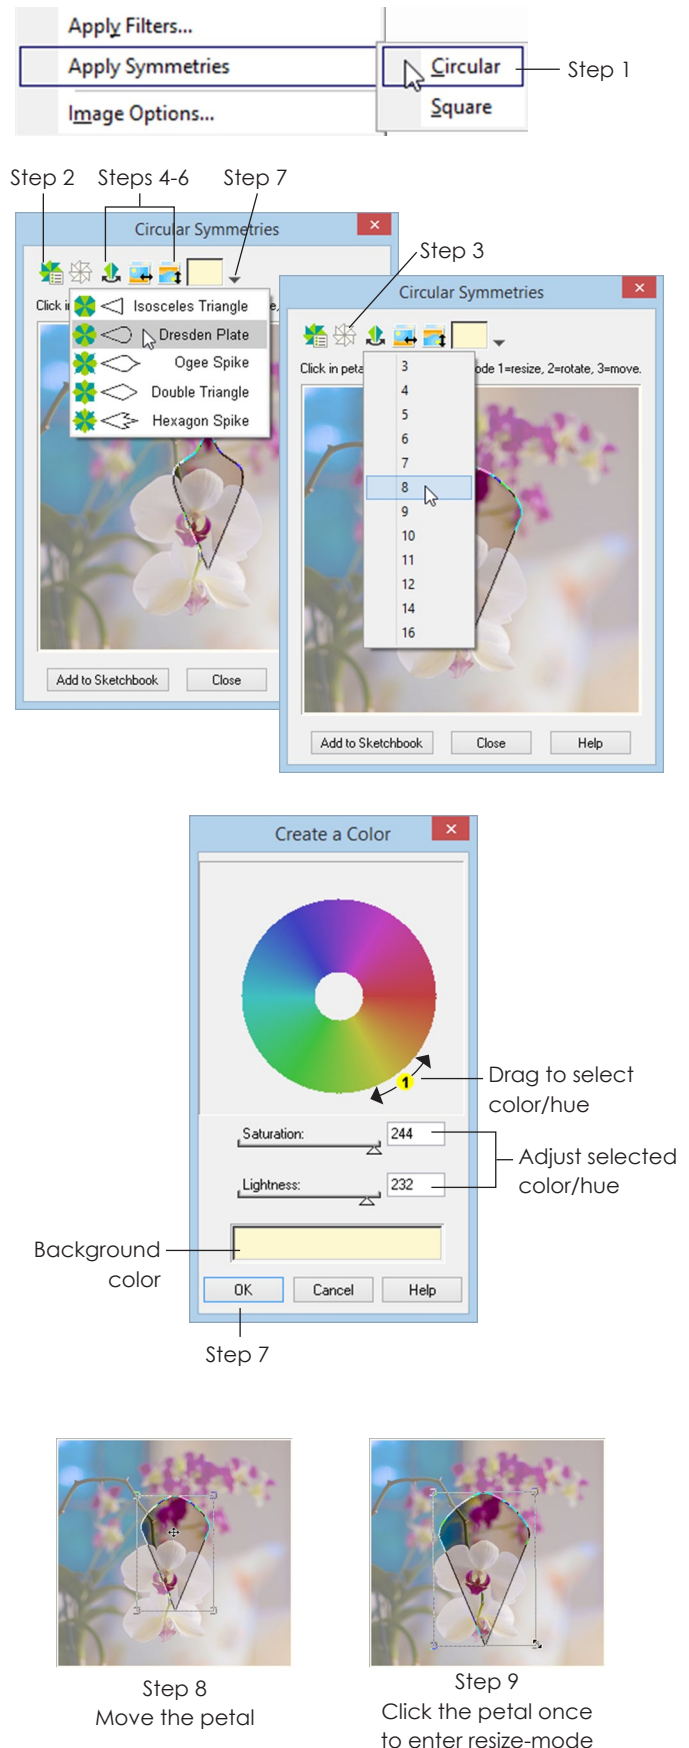 Apply Filters...
Apply Symmetries
Image Options...
Circular
Square
Step 1
Step 2
Steps 4-6
Step 7
Circular Symmetries
Click i
Isosceles Triangle
Dresden Plate
Ogee Spike
Double Triangle
Hexagon Spike
Add to Sketchbook
Close
Step 3
Circular Symmetries
Click in peta
ode 1=resize, 2=rotate, 3=move.
3
4
5
6
7
8
9
10
11
12
14
16
Add to Sketchbook
Close
Help
Create a Color
1
Drag to select
color/hue
Saturation:
244
Lightness:
232
Adjust selected
color/hue
Background
color
OK
Cancel
Help
Step 7
Step 8
Move the petal
Step 9
Click the petal once
to enter resize-mode